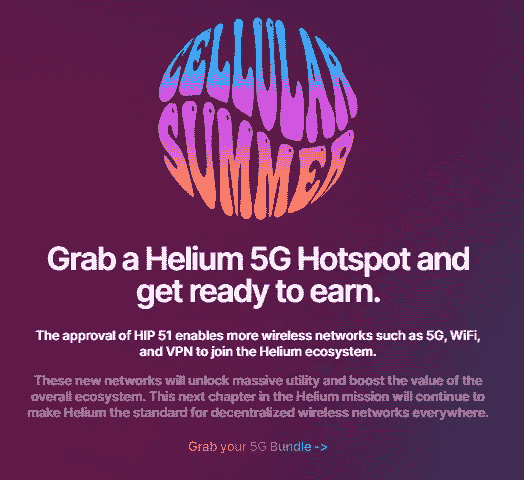 CELLULAR
SUMMER
Grab a Helium 5G Hotspot and
get ready to earn.
The approval of HIP 51 enables more wireless networks such as 5G, WiFi,
and VPN to join the Helium ecosystem.
These new networks will unlock massive utility and boost the value of the
overall ecosystem. This next chapter in the Helium mission will continue to
make Helium the standard for decentralized wireless networks everywhere.
Grab your 5G Bundle ->